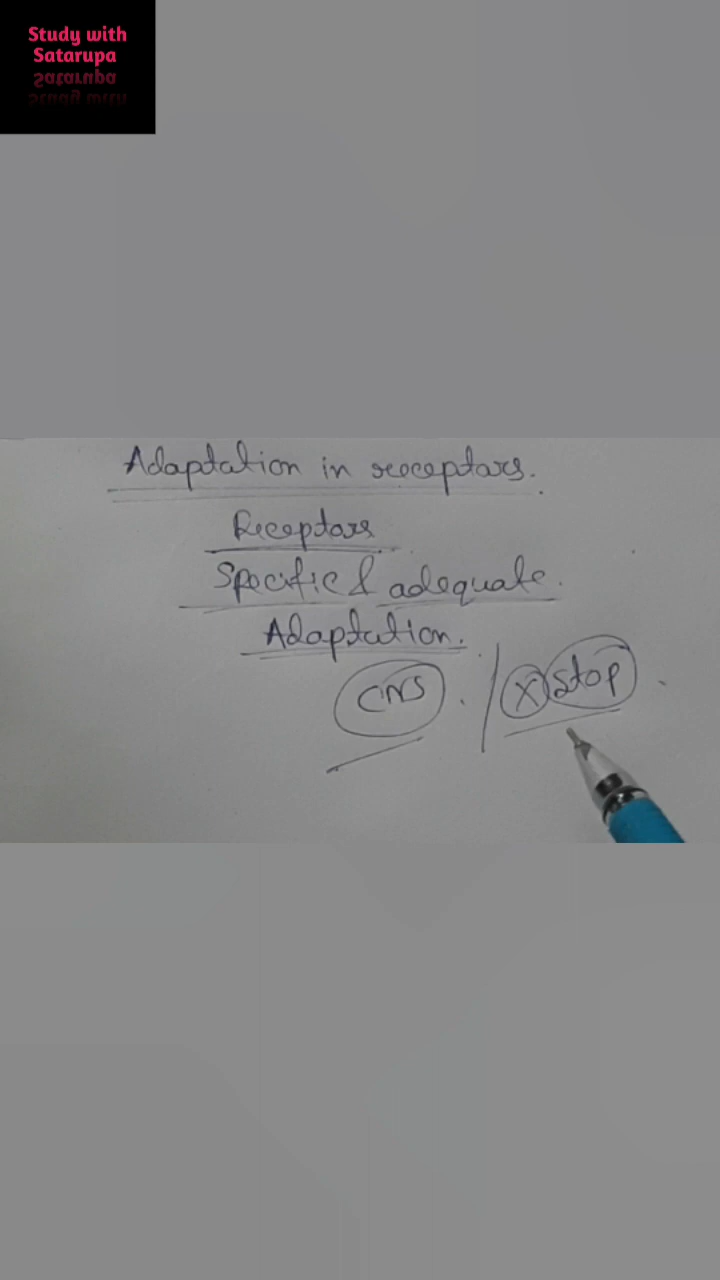 Study with
Satarupa
Adaptation in receptors.
Receptors
Specific & adequate.
Adaptation.
CNS. / X Stop.